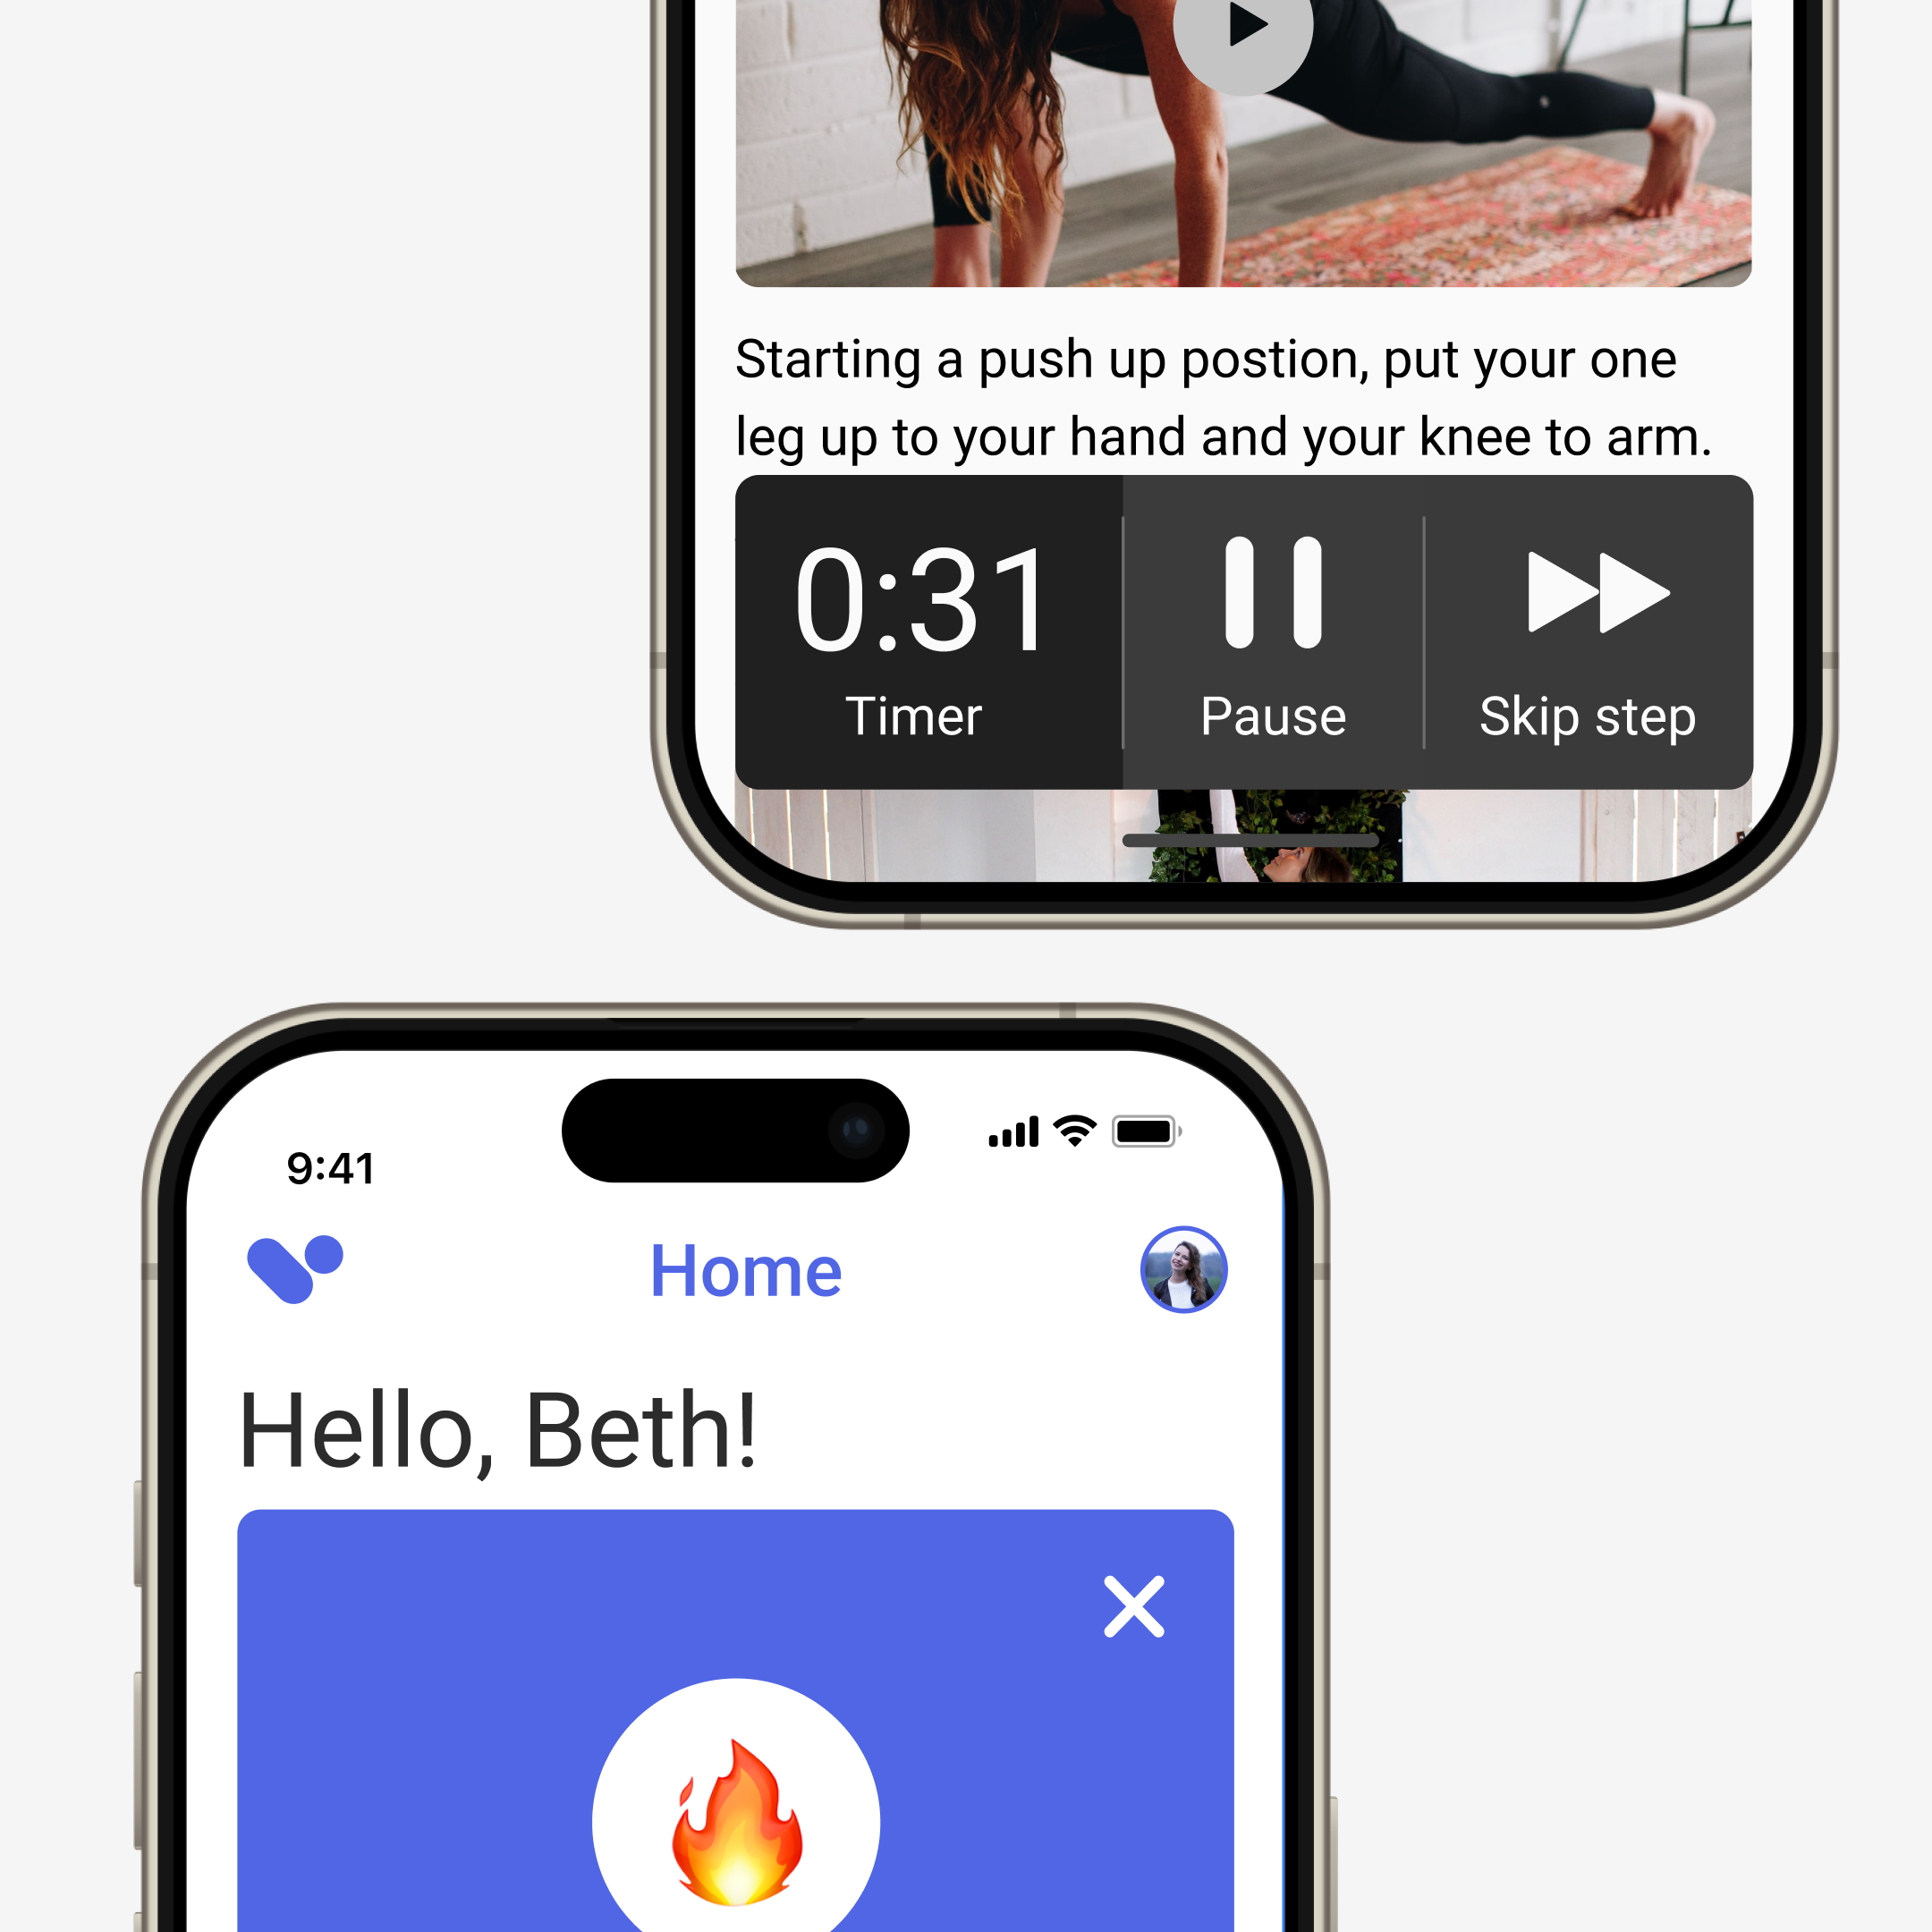 Starting a push up postion, put your one
leg up to your hand and your knee to arm.
0:31
Timer
Pause
Skip step
9:41
Home
Hello, Beth!